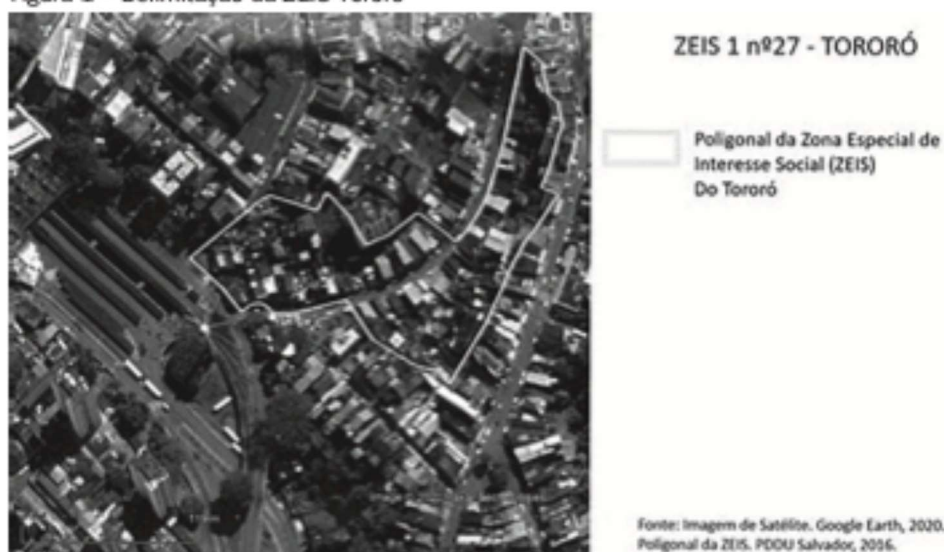 ZEIS 1 nº27 - TORORÓ
Poligonal da Zona Especial de
Interesse Social (ZEIS)
Do Tororó
Fonte: Imagem de Satélite. Google Earth, 2020.
Poligonal da ZEIS. PDDU Salvador, 2016.